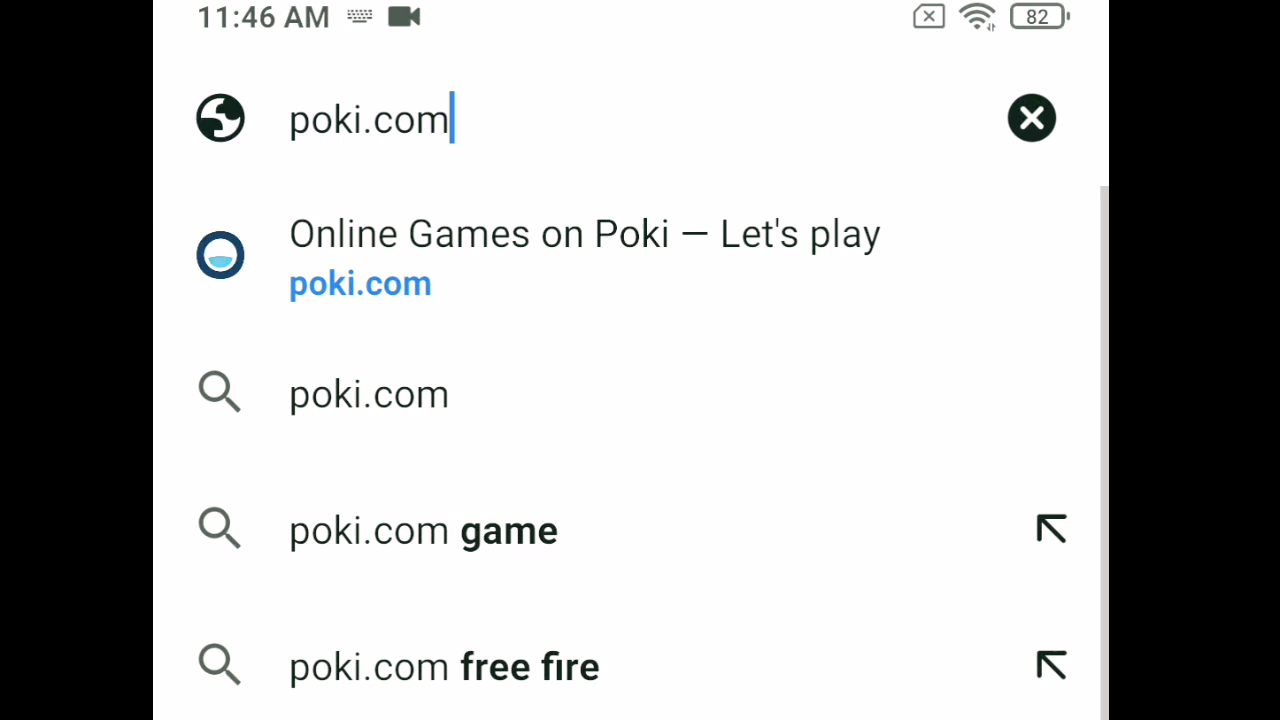 11:46 AM
82
poki.com
Online Games on Poki — Let's play
poki.com
poki.com
poki.com game
poki.com free fire